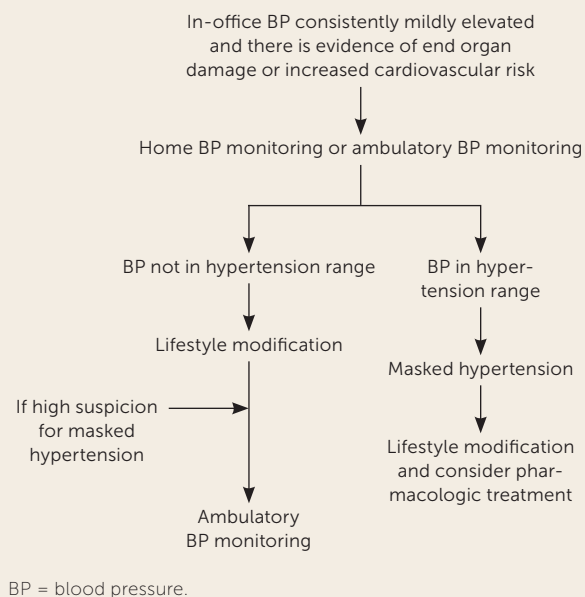 In-office BP consistently mildly elevated
and there is evidence of end organ
damage or increased cardiovascular risk
Home BP monitoring or ambulatory BP monitoring
BP not in hypertension range
BP in hyper-
tension range
Lifestyle modification
Masked hypertension
If high suspicion
for masked
hypertension
Lifestyle modification
and consider phar-
macologic treatment
Ambulatory
BP monitoring
BP = blood pressure.